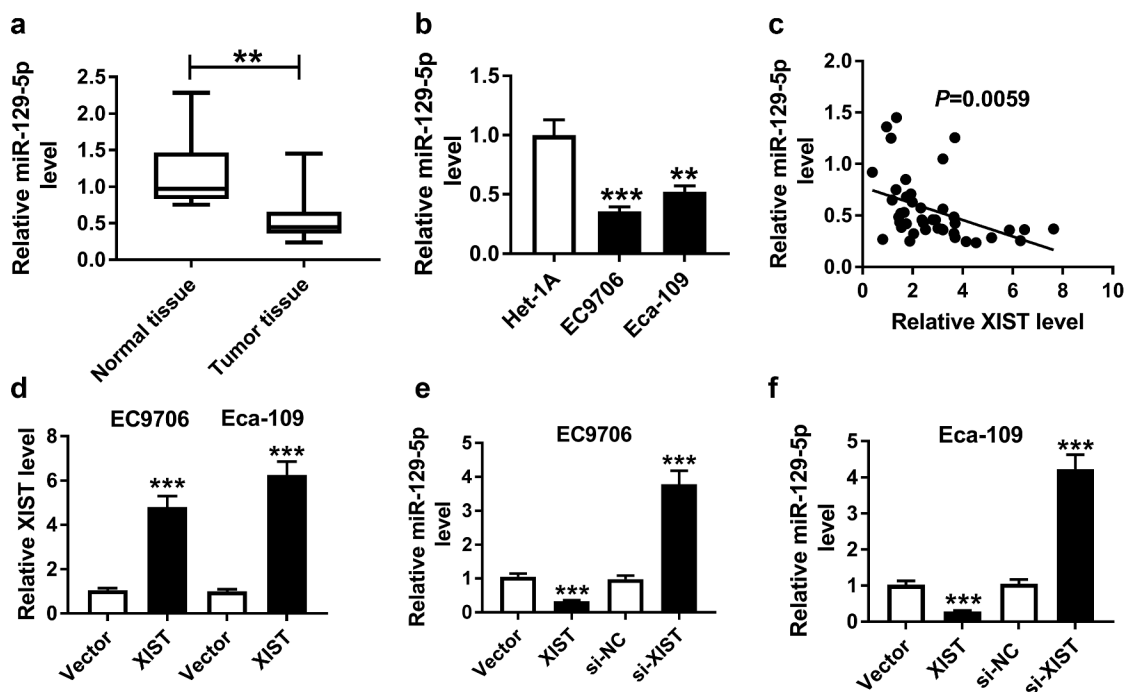 a
Relative miR-129-5p
level
2.5
2.0
1.5
1.0
0.5
0.0
**
Normal tissue
Tumor tissue
b
Relative miR-129-5p
level
1.5
1.0
0.5
0.0
***
**
Het-1A
EC9706
Eca-109
c
Relative miR-129-5p
level
2.0
1.5
1.0
0.5
0.0
P=0.0059
0 2 4 6 8 10
Relative XIST level
d
Relative XIST level
8
6
4
2
0
EC9706 Eca-109
***
***
Vector
XIST
Vector
XIST
e
Relative miR-129-5p
level
5
4
3
2
1
0
EC9706
***
***
Vector
XIST
si-NC
si-XIST
f
Relative miR-129-5p
level
5
4
3
2
1
0
Eca-109
***
***
Vector
XIST
si-NC
si-XIST